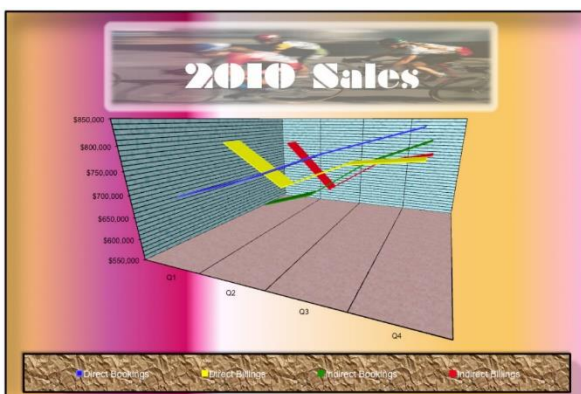 2010 Sales
$850,000
$800,000
$750,000
$700,000
$650,000
$600,000
$550,000
Q1
Q2
Q3
Q4
Direct Bookings
Direct Billings
Indirect Bookings
Indirect Billings